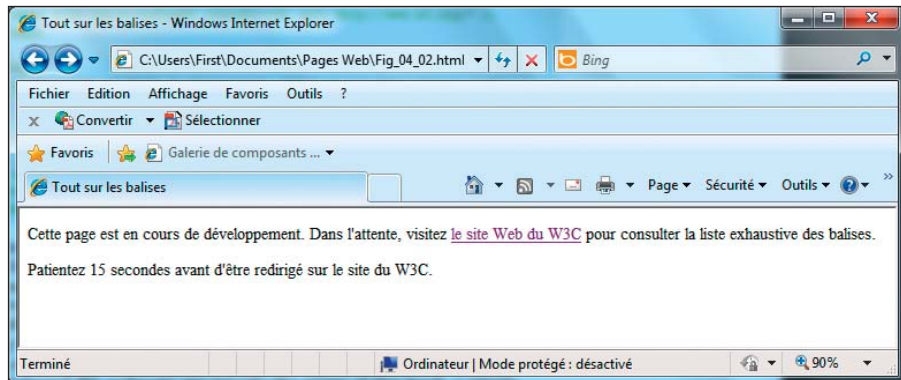 Tout sur les balises - Windows Internet Explorer
C:\Users\First\Documents\Pages Web\Fig_04_02.html Bing
Fichier Edition Affichage Favoris Outils ?
x Convertir Sélectionner
Favoris Galerie de composants ...
Tout sur les balises Page Sécurité Outils »
Cette page est en cours de développement. Dans l'attente, visitez le site Web du W3C pour consulter la liste exhaustive des balises.
Patientez 15 secondes avant d'être redirigé sur le site du W3C.
Terminé Ordinateur | Mode protégé : désactivé 90%